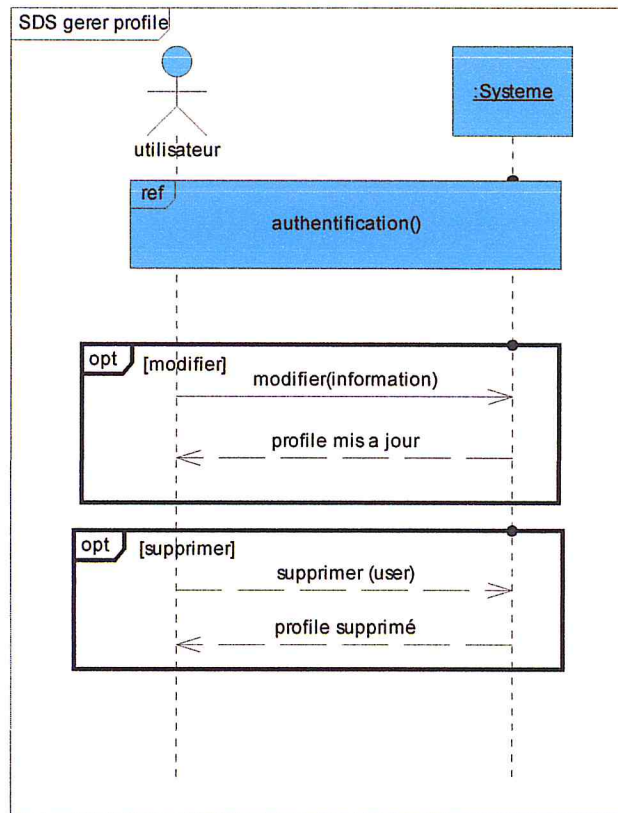 SDS gerer profile
:Systeme
utilisateur
ref
authentification()
opt [modifier]
modifier(information)
profile mis a jour
opt [supprimer]
supprimer (user)
profile supprimé